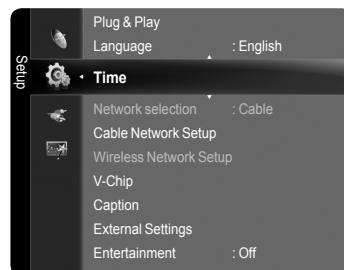 Setup
Plug & Play
Language : English
Time
Network selection : Cable
Cable Network Setup
Wireless Network Setup
V-Chip
Caption
External Settings
Entertainment : Off